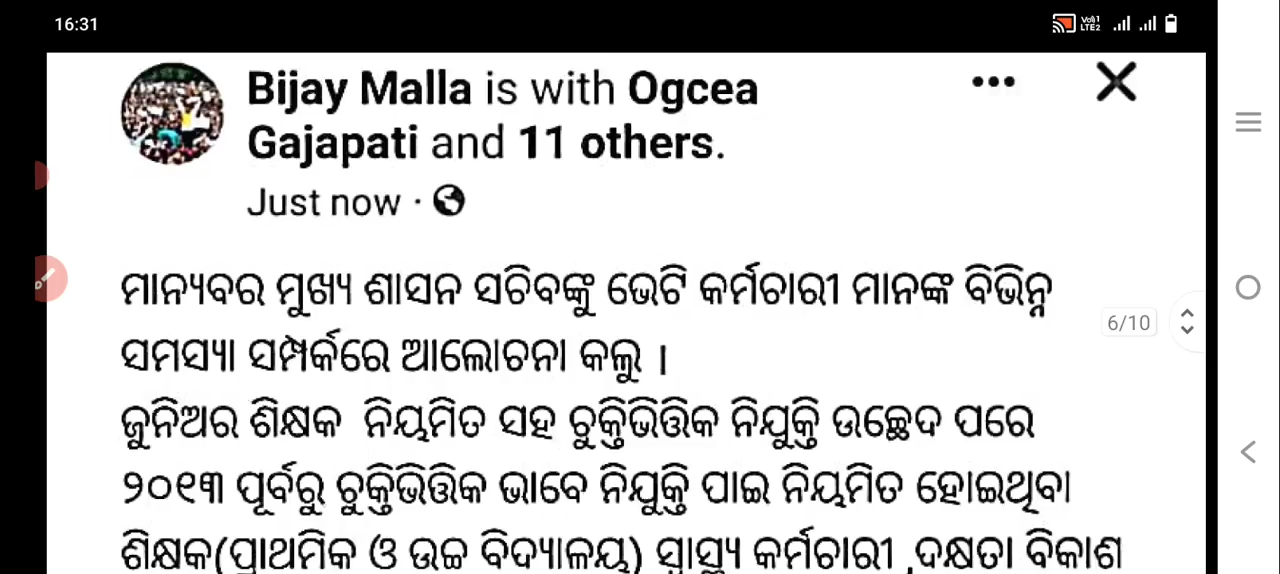 16:31
Vo1
LTE2
Bijay Malla is with Ogcea
Gajapati and 11 others.
Just now ·
ମାନ୍ୟବର ମୁଖ୍ୟ ଶାସନ ସଚିବଙ୍କୁ ଭେଟି କର୍ମଚାରୀ ମାନଙ୍କ ବିଭିନ୍ନ
6/10
ସମସ୍ୟା ସମ୍ପର୍କରେ ଆଲୋଚନା କଲୁ ।
ଜୁନିଅର ଶିକ୍ଷକ ନିୟମିତ ସହ ଚୁକ୍ତିଭିତ୍ତିକ ନିଯୁକ୍ତି ଉଚ୍ଛେଦ ପରେ
୨୦୧୩ ପୂର୍ବରୁ ଚୁକ୍ତିଭିତ୍ତିକ ଭାବେ ନିଯୁକ୍ତି ପାଇ ନିୟମିତ ହୋଇଥିବା
ଶିକ୍ଷକ(ପ୍ରାଥମିକ ଓ ଉଚ୍ଚ ବିଦ୍ୟାଳୟ) ସ୍ୱାସ୍ଥ୍ୟ କର୍ମଚାରୀ ,ଦକ୍ଷତା ବିକାଶ